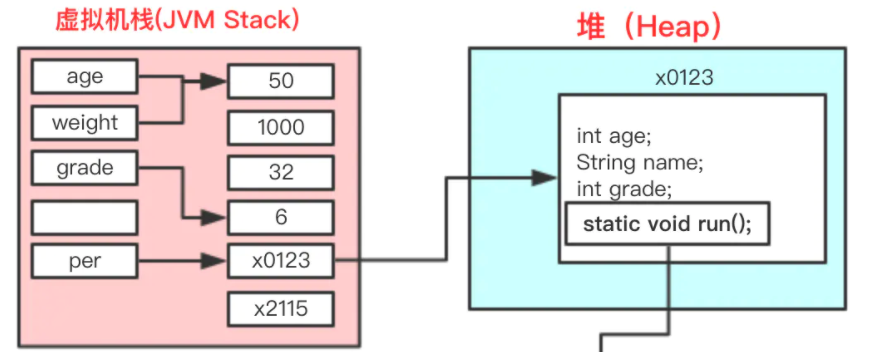 虚拟机栈(JVM Stack)
age
weight
grade
per
50
1000
32
6
x0123
x2115
堆（Heap）
x0123
int age;
String name;
int grade;
static void run();